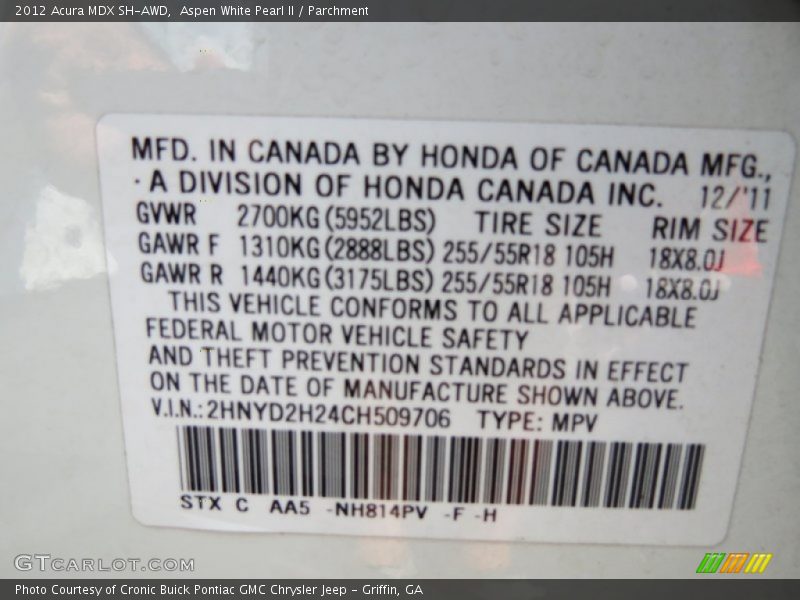 2012 Acura MDX SH-AWD, Aspen White Pearl II / Parchment
MFD. IN CANADA BY HONDA OF CANADA MFG.,
A DIVISION OF HONDA CANADA INC. 12/'11
GVWR 2700KG(5952LBS) TIRE SIZE RIM SIZE
GAWR F 1310KG(2888LBS) 255/55R18 105H 18X8.0J
GAWR R 1440KG(3175LBS) 255/55R18 105H 18X8.0J
THIS VEHICLE CONFORMS TO ALL APPLICABLE
FEDERAL MOTOR VEHICLE SAFETY
AND THEFT PREVENTION STANDARDS IN EFFECT
ON THE DATE OF MANUFACTURE SHOWN ABOVE.
V.I.N.: 2HNYD2H24CH509706 TYPE: MPV
STX C AA5 -NH814PV -F -H
GTCARLOT.COM
Photo Courtesy of Cronic Buick Pontiac GMC Chrysler Jeep - Griffin, GA